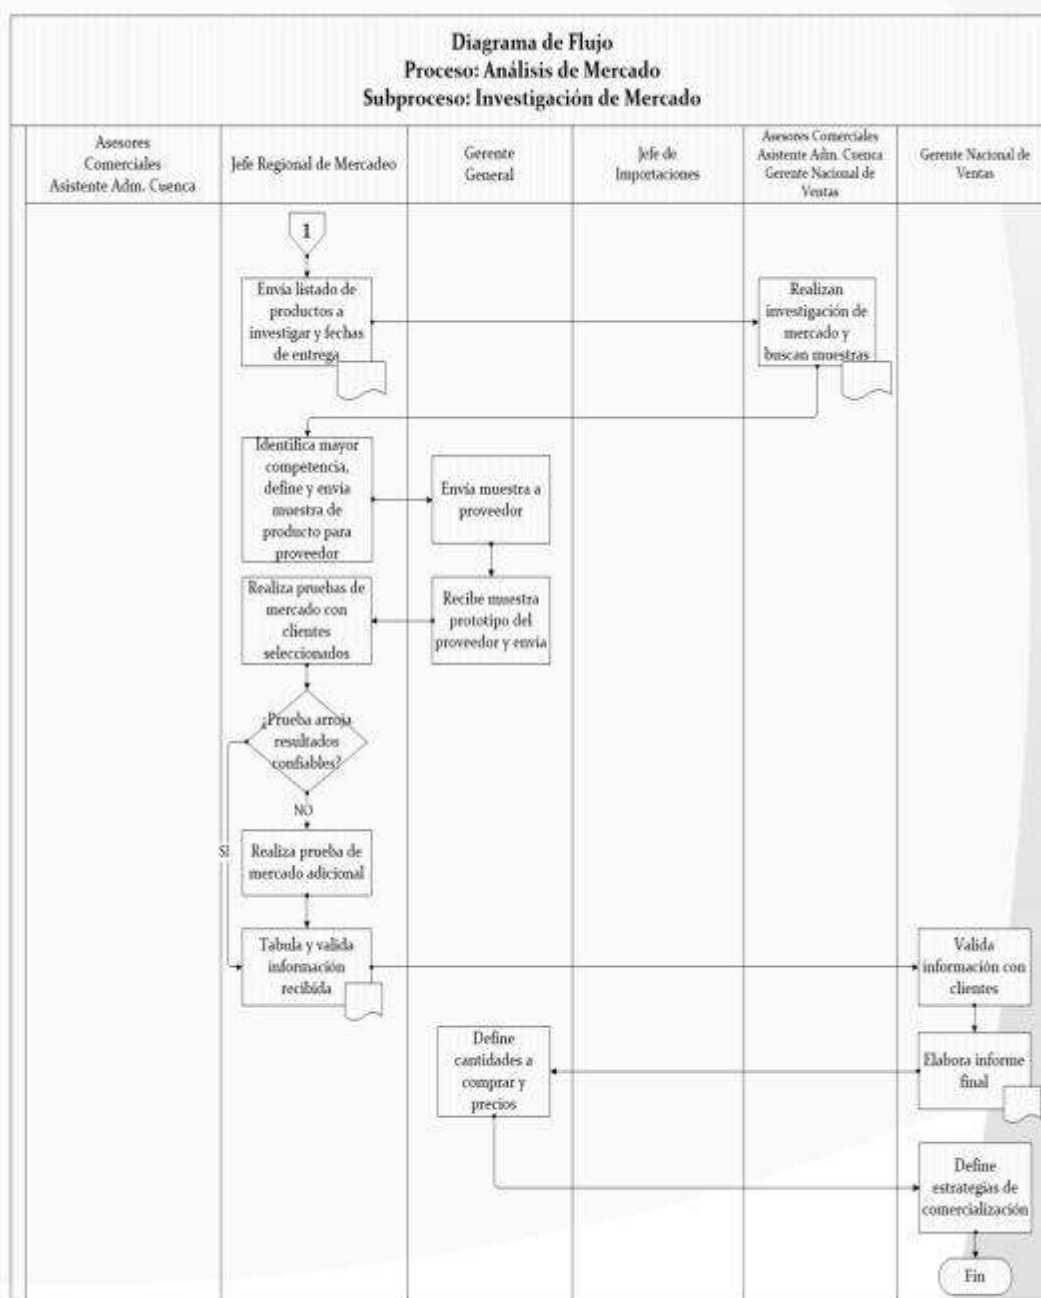 Diagrama de Flujo
Proceso: Análisis de Mercado
Subproceso: Investigación de Mercado
Asesores
Comerciales
Asistente Adm. Cuenca
Jefe Regional de Mercadeo
Gerente
General
Jefe de
Importaciones
Asesores Comerciales
Asistente Adm. Cuenca
Gerente Nacional de
Ventas
Gerente Nacional de
Ventas
1
Envía listado de
productos a
investigar y fechas
de entrega
Realizan
investigación de
mercado y
buscan muestras
Identifica mayor
competencia,
define y envía
muestra de
producto para
proveedor
Envía muestra a
proveedor
Realiza pruebas de
mercado con
clientes
seleccionados
Recibe muestra
prototipo del
proveedor y envía
¿Prueba arroja
resultados
confiables?
NO
SI
Realiza prueba de
mercado adicional
Tabula y valida
información
recibida
Valida
información con
clientes
Define
cantidades a
comprar y
precios
Elabora informe
final
Define
estrategias de
comercialización
Fin